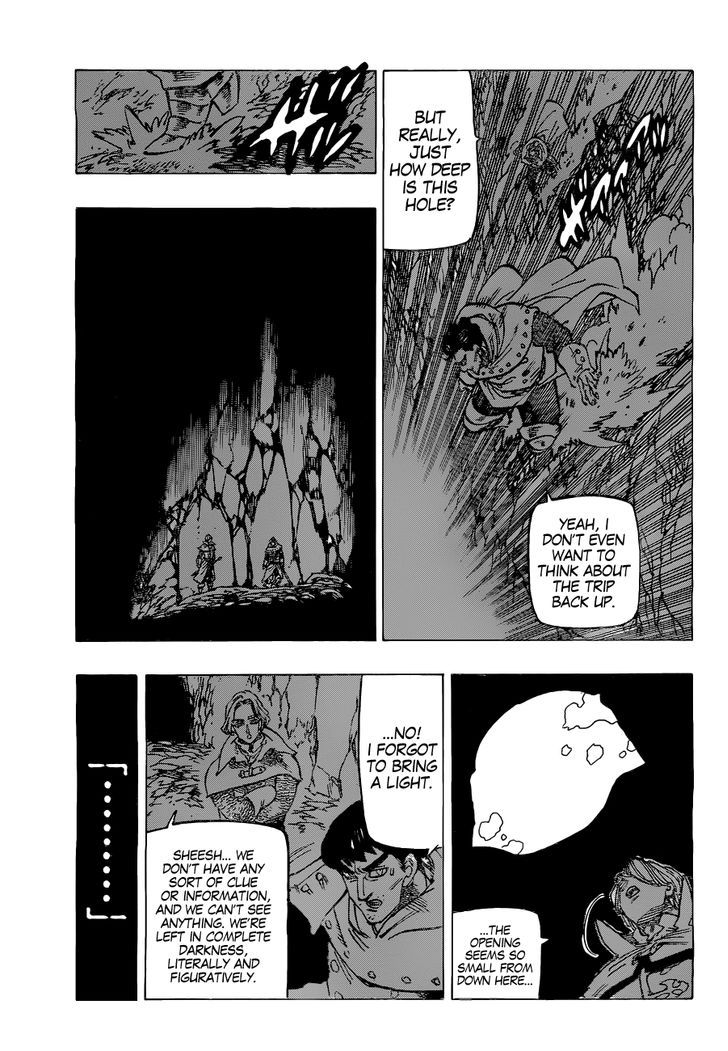 BUT
REALLY,
JUST
HOW DEEP
IS THIS
HOLE?
YEAH, I
DON'T EVEN
WANT TO
THINK ABOUT
THE TRIP
BACK UP.
...THE
OPENING
SEEMS SO
SMALL FROM
DOWN HERE...
...NO!
I FORGOT
TO BRING
A LIGHT.
SHEESH... WE
DON'T HAVE ANY
SORT OF CLUE
OR INFORMATION,
AND WE CAN'T SEE
ANYTHING. WE'RE
LEFT IN COMPLETE
DARKNESS,
LITERALLY AND
FIGURATIVELY.